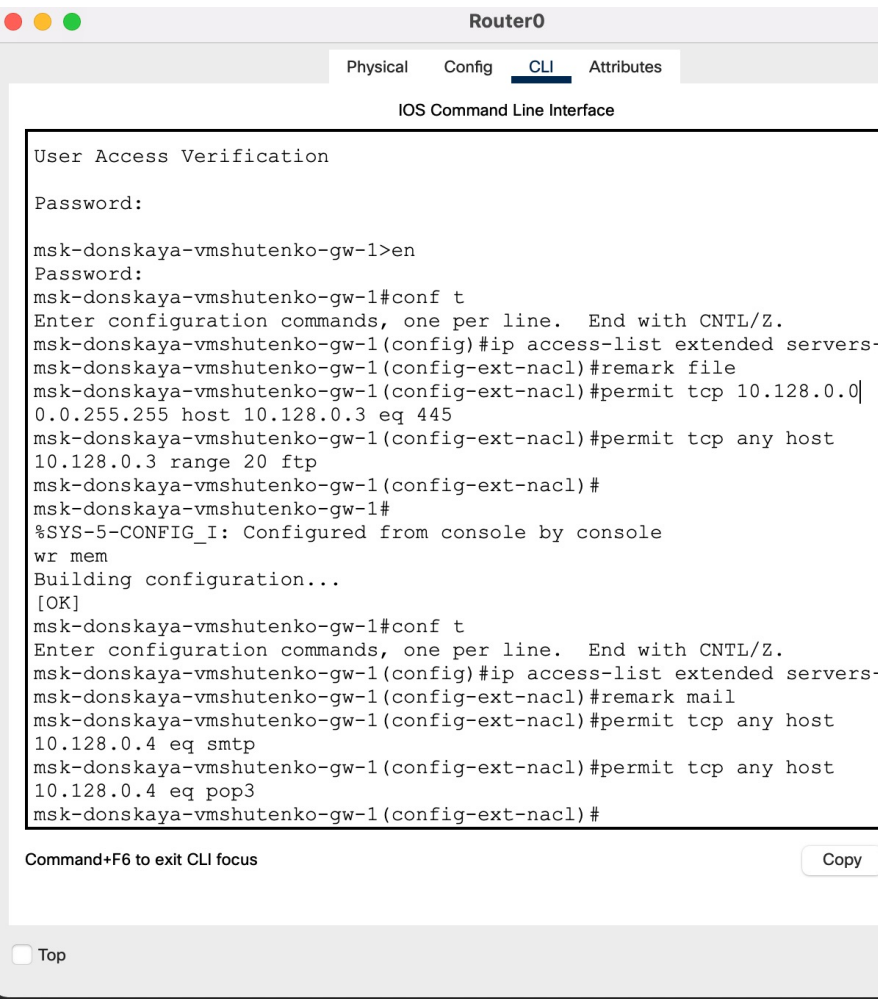 Router0
Physical Config CLI Attributes
IOS Command Line Interface
User Access Verification
Password:
msk-donskaya-vmshutenko-gw-1>en
Password:
msk-donskaya-vmshutenko-gw-1#conf t
Enter configuration commands, one per line.  End with CNTL/Z.
msk-donskaya-vmshutenko-gw-1(config)#ip access-list extended servers-
msk-donskaya-vmshutenko-gw-1(config-ext-nacl)#remark file
msk-donskaya-vmshutenko-gw-1(config-ext-nacl)#permit tcp 10.128.0.0
0.0.255.255 host 10.128.0.3 eq 445
msk-donskaya-vmshutenko-gw-1(config-ext-nacl)#permit tcp any host
10.128.0.3 range 20 ftp
msk-donskaya-vmshutenko-gw-1(config-ext-nacl)#
msk-donskaya-vmshutenko-gw-1#
%SYS-5-CONFIG_I: Configured from console by console
wr mem
Building configuration...
[OK]
msk-donskaya-vmshutenko-gw-1#conf t
Enter configuration commands, one per line.  End with CNTL/Z.
msk-donskaya-vmshutenko-gw-1(config)#ip access-list extended servers-
msk-donskaya-vmshutenko-gw-1(config-ext-nacl)#remark mail
msk-donskaya-vmshutenko-gw-1(config-ext-nacl)#permit tcp any host
10.128.0.4 eq smtp
msk-donskaya-vmshutenko-gw-1(config-ext-nacl)#permit tcp any host
10.128.0.4 eq pop3
msk-donskaya-vmshutenko-gw-1(config-ext-nacl)#
Command+F6 to exit CLI focus
Copy
Top